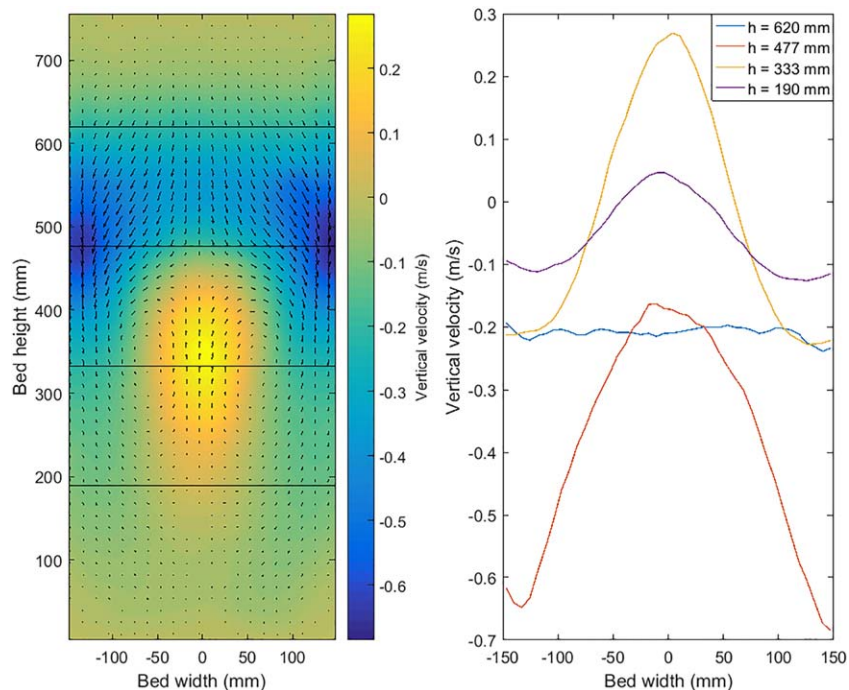 700
600
500
400
300
200
100
Bed height (mm)
-100 -50 0 50 100
Bed width (mm)
0.2
0.1
0
-0.1
-0.2
-0.3
-0.4
-0.5
-0.6
Vertical velocity (m/s)
0.3
0.2
0.1
0
-0.1
-0.2
-0.3
-0.4
-0.5
-0.6
-0.7
Vertical velocity (m/s)
h = 620 mm
h = 477 mm
h = 333 mm
h = 190 mm
-150 -100 -50 0 50 100 150
Bed width (mm)